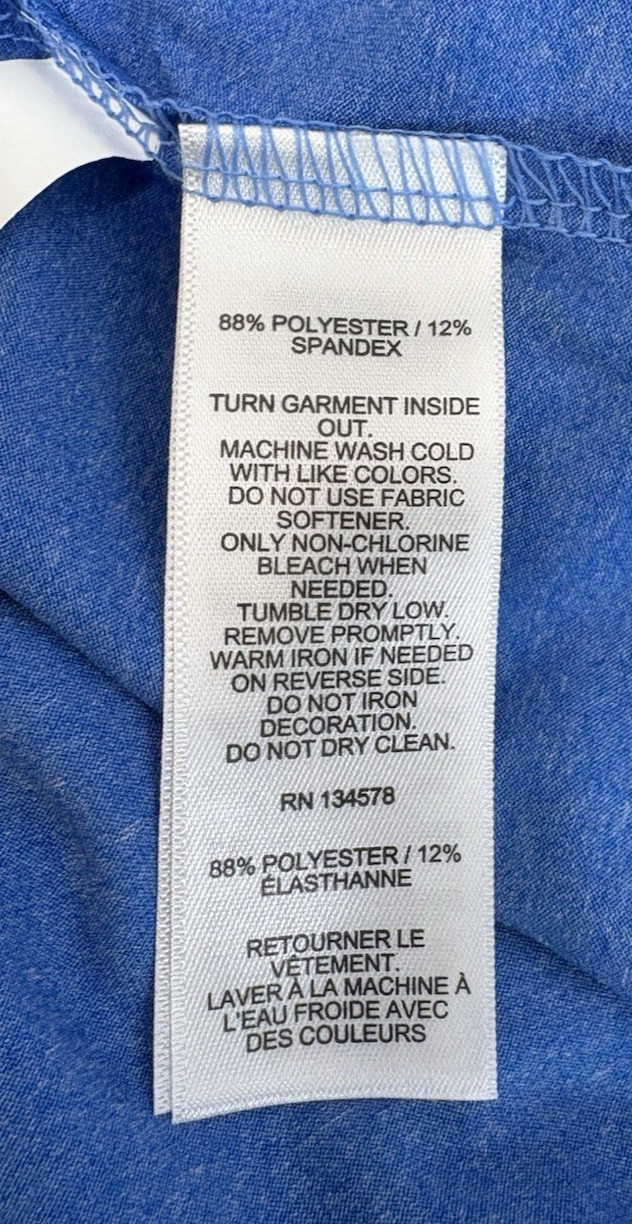 88% POLYESTER / 12%
SPANDEX
TURN GARMENT INSIDE
OUT.
MACHINE WASH COLD
WITH LIKE COLORS.
DO NOT USE FABRIC
SOFTENER.
ONLY NON-CHLORINE
BLEACH WHEN
NEEDED.
TUMBLE DRY LOW.
REMOVE PROMPTLY.
WARM IRON IF NEEDED
ON REVERSE SIDE.
DO NOT IRON
DECORATION.
DO NOT DRY CLEAN.
RN 134578
88% POLYESTER / 12%
ÉLASTHANNE
RETOURNER LE
VÊTEMENT.
LAVER À LA MACHINE À
L'EAU FROIDE AVEC
DES COULEURS